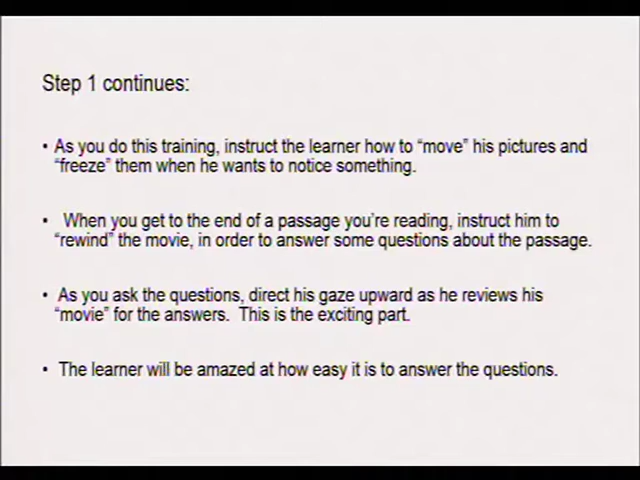 Step 1 continues:
• As you do this training, instruct the learner how to “move” his pictures and
“freeze” them when he wants to notice something.
• When you get to the end of a passage you’re reading, instruct him to
“rewind” the movie, in order to answer some questions about the passage.
• As you ask the questions, direct his gaze upward as he reviews his
“movie” for the answers. This is the exciting part.
• The learner will be amazed at how easy it is to answer the questions.